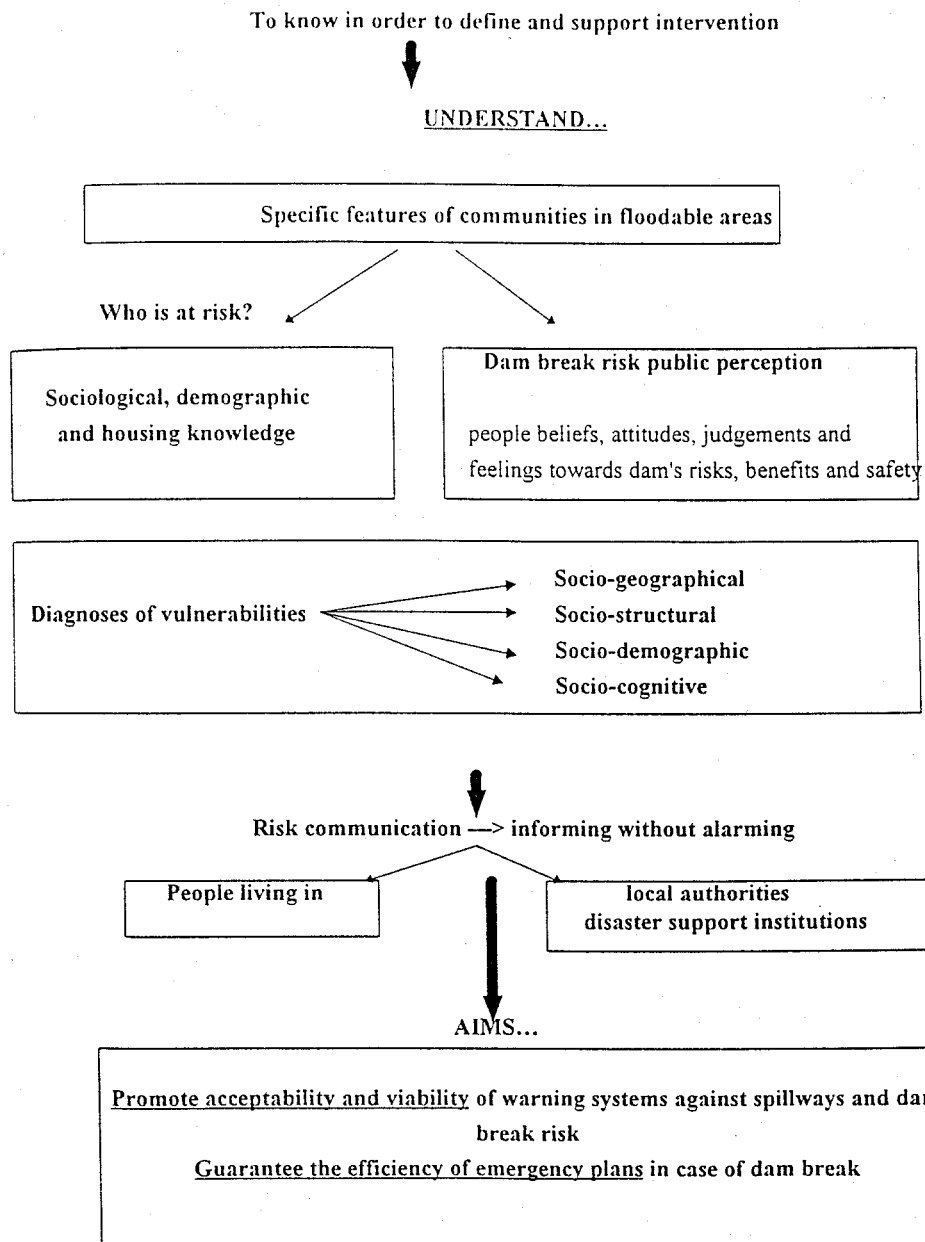 To know in order to define and support intervention
UNDERSTAND...
Specific features of communities in floodable areas
Who is at risk?
Sociological, demographic
and housing knowledge
Dam break risk public perception
people beliefs, attitudes, judgements and
feelings towards dam's risks, benefits and safety
Diagnoses of vulnerabilities
Socio-geographical
Socio-structural
Socio-demographic
Socio-cognitive
Risk communication ---> informing without alarming
People living in
local authorities
disaster support institutions
AIMS...
Promote acceptability and viability of warning systems against spillways and dam
break risk
Guarantee the efficiency of emergency plans in case of dam break